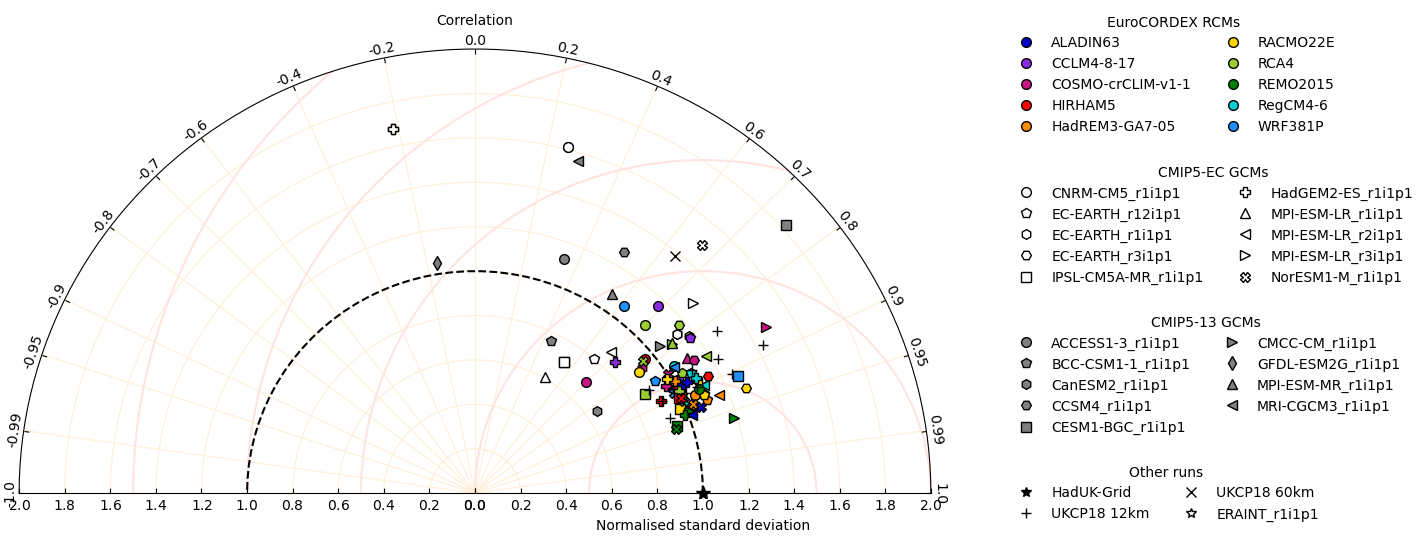 Correlation
0.0
-0.2
0.2
-0.4
0.4
-0.6
0.6
-0.7
0.7
-0.8
0.8
-0.9
0.9
-0.95
0.95
-0.99
0.99
-1.0
1.0
2.0 1.8 1.6 1.4 1.2 1.0 0.8 0.6 0.4 0.2 0.0 0.2 0.4 0.6 0.8 1.0 1.2 1.4 1.6 1.8 2.0
Normalised standard deviation
EuroCORDEX RCMs
ALADIN63
CCLM4-8-17
COSMO-crCLIM-v1-1
HIRHAM5
HadREM3-GA7-05
RACMO22E
RCA4
REMO2015
RegCM4-6
WRF381P
CMIP5-EC GCMs
CNRM-CM5_r1i1p1
EC-EARTH_r12i1p1
EC-EARTH_r1i1p1
EC-EARTH_r3i1p1
IPSL-CM5A-MR_r1i1p1
HadGEM2-ES_r1i1p1
MPI-ESM-LR_r1i1p1
MPI-ESM-LR_r2i1p1
MPI-ESM-LR_r3i1p1
NorESM1-M_r1i1p1
CMIP5-13 GCMs
ACCESS1-3_r1i1p1
BCC-CSM1-1_r1i1p1
CanESM2_r1i1p1
CCSM4_r1i1p1
CESM1-BGC_r1i1p1
CMCC-CM_r1i1p1
GFDL-ESM2G_r1i1p1
MPI-ESM-MR_r1i1p1
MRI-CGCM3_r1i1p1
Other runs
HadUK-Grid
UKCP18 12km
UKCP18 60km
ERAINT_r1i1p1